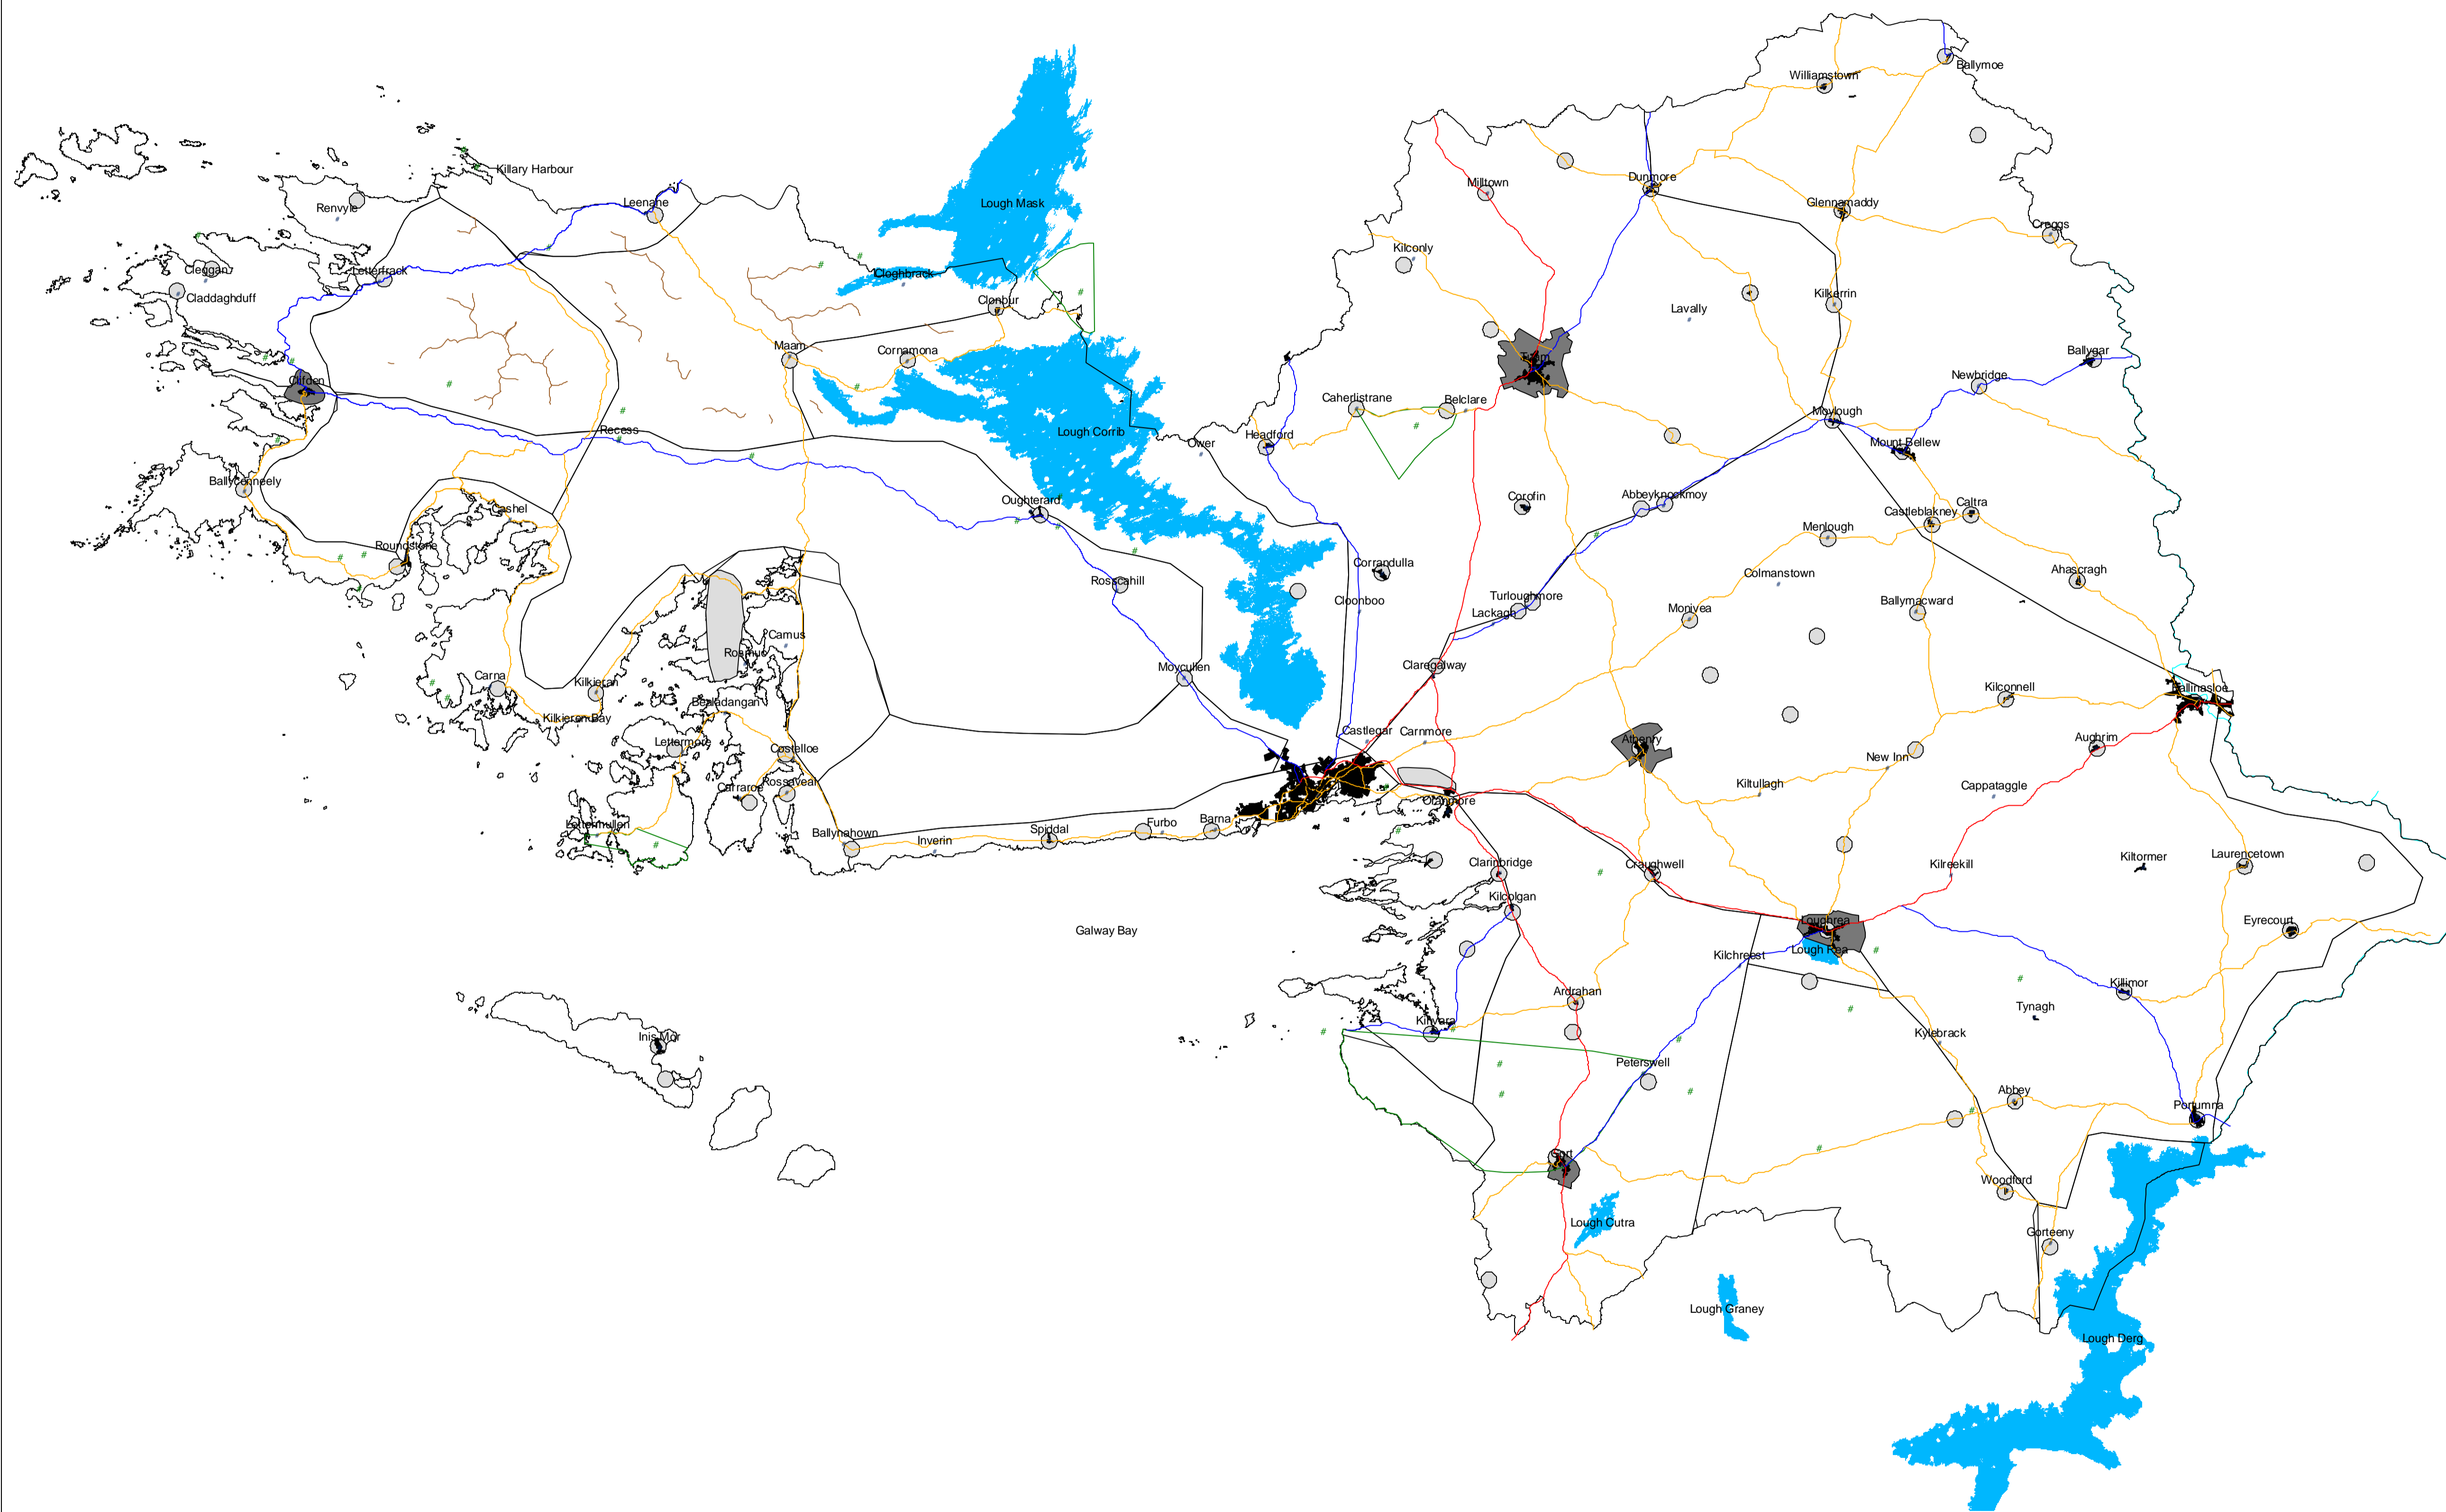 Ballymoe
Williamstown
Killary Harbour
Dunmore
Milltown
Leenane
Lough Mask
Glennamaddy
Renvyle
Creggs
Kilconly
Cleggan
Letterfrack
Cloghbrack
Claddaghduff
Clonbur
Kilkerrin
Lavally
Maam
Cornamona
Tuam
Ballygar
Clifden
Newbridge
Caherlistrane
Belclare
Moylough
Recess
Lough Corrib
Headford
Ower
Mount Bellew
Ballyconneely
Oughterard
Corofin
Abbeyknockmoy
Caltra
Cashel
Castleblakney
Menlough
Roundstone
Corrandulla
Ahascragh
Rosscahill
Colmanstown
Turloughmore
Cloonboo
Ballymacward
Lackagh
Monivea
Camus
Rosmuc
Claregalway
Moycullen
Carna
Kilkieran
Kilconnell
Ballinasloe
Bealadangan
Kilkieran Bay
Castlegar
Carnmore
Lettermore
Athenry
Aughrim
Costelloe
New Inn
Rossaveal
Carraroe
Kiltullagh
Cappataggle
Oranmore
Lettermullen
Furbo
Barna
Spiddal
Ballynahown
Inverin
Clarinbridge
Craughwell
Kilreekill
Kiltormer
Laurencetown
Kilcolgan
Galway Bay
Loughrea
Eyrecourt
Lough Rea
Kilchreest
Killimor
Ardrahan
Tynagh
Kinvara
Kylebrack
Inis Mor
Peterswell
Abbey
Portumna
Gort
Woodford
Lough Cutra
Gorteeny
Lough Graney
Lough Derg